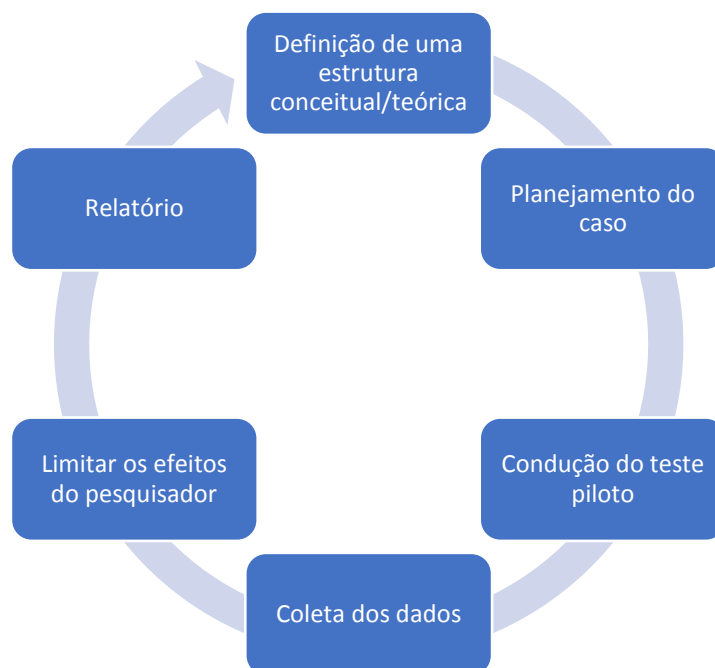 Definição de uma
estrutura
conceitual/teórica
Planejamento do
caso
Condução do teste
piloto
Coleta dos dados
Limitar os efeitos
do pesquisador
Relatório